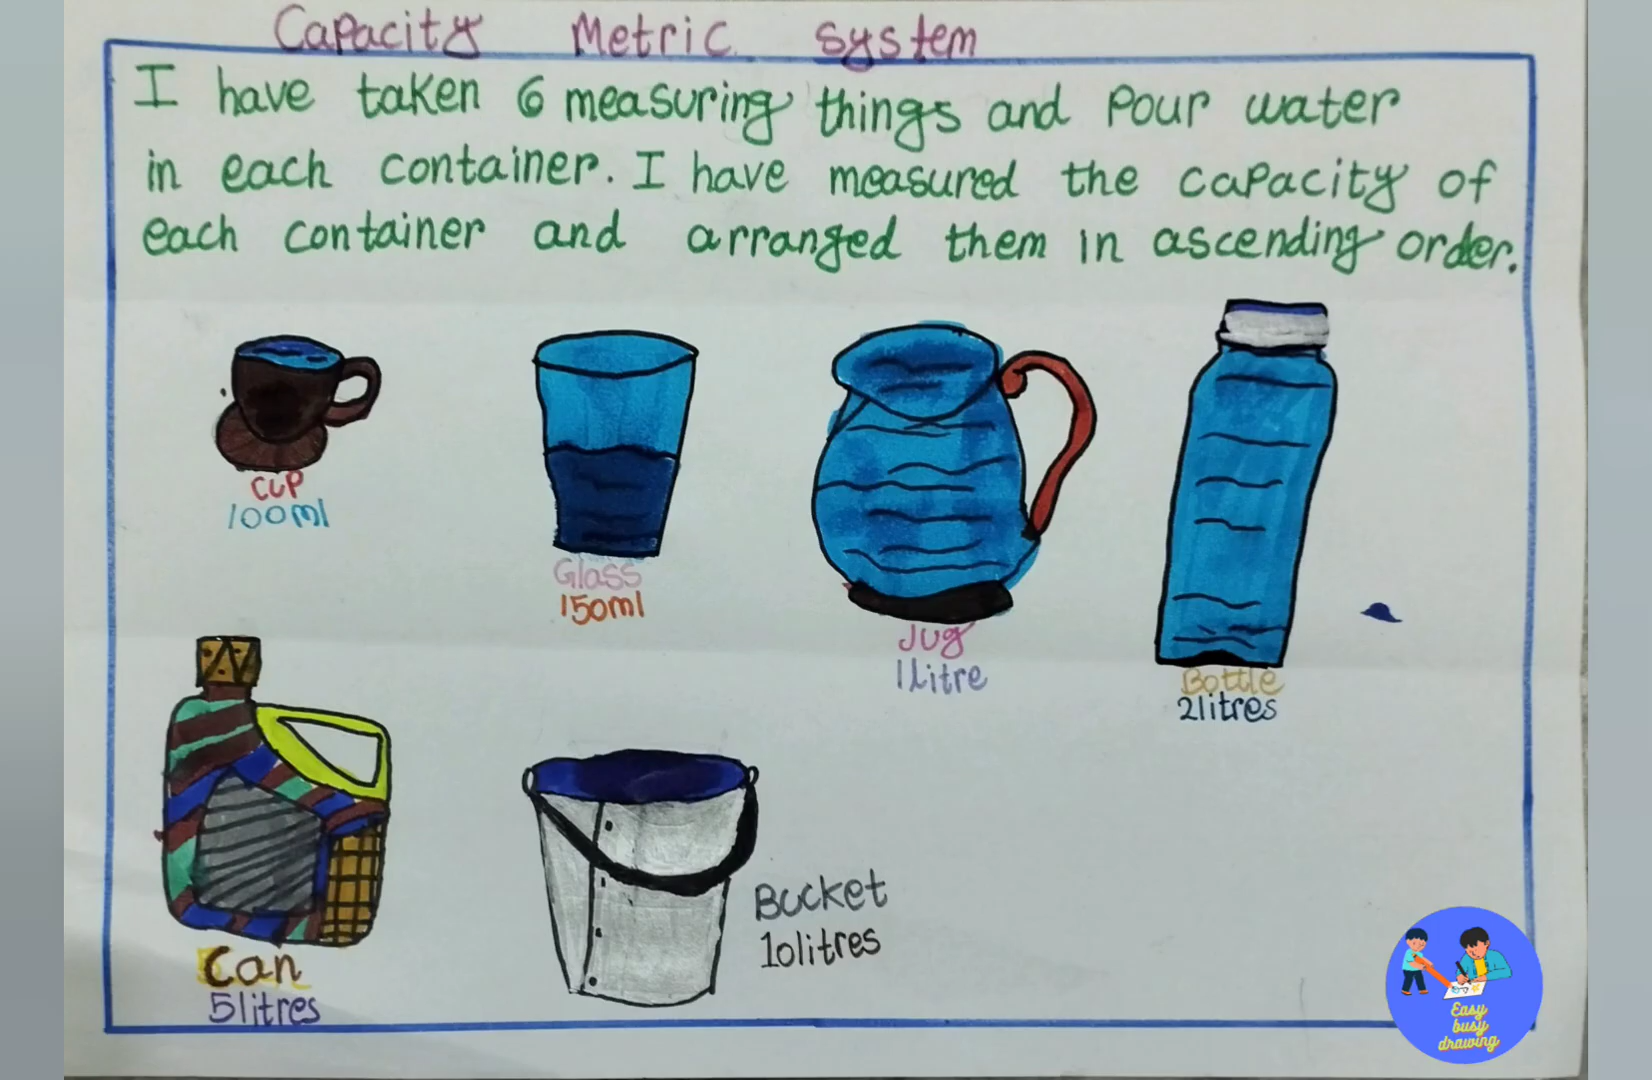 Capacity Metric system
I have taken 6 measuring things and Pour water
in each container. I have measured the capacity of
each container and arranged them in ascending order.
Cup
100ml
Glass
150ml
Jug
1 Litre
Bottle
2litres
Can
5litres
Bucket
10litres
Easy
busy
drawing